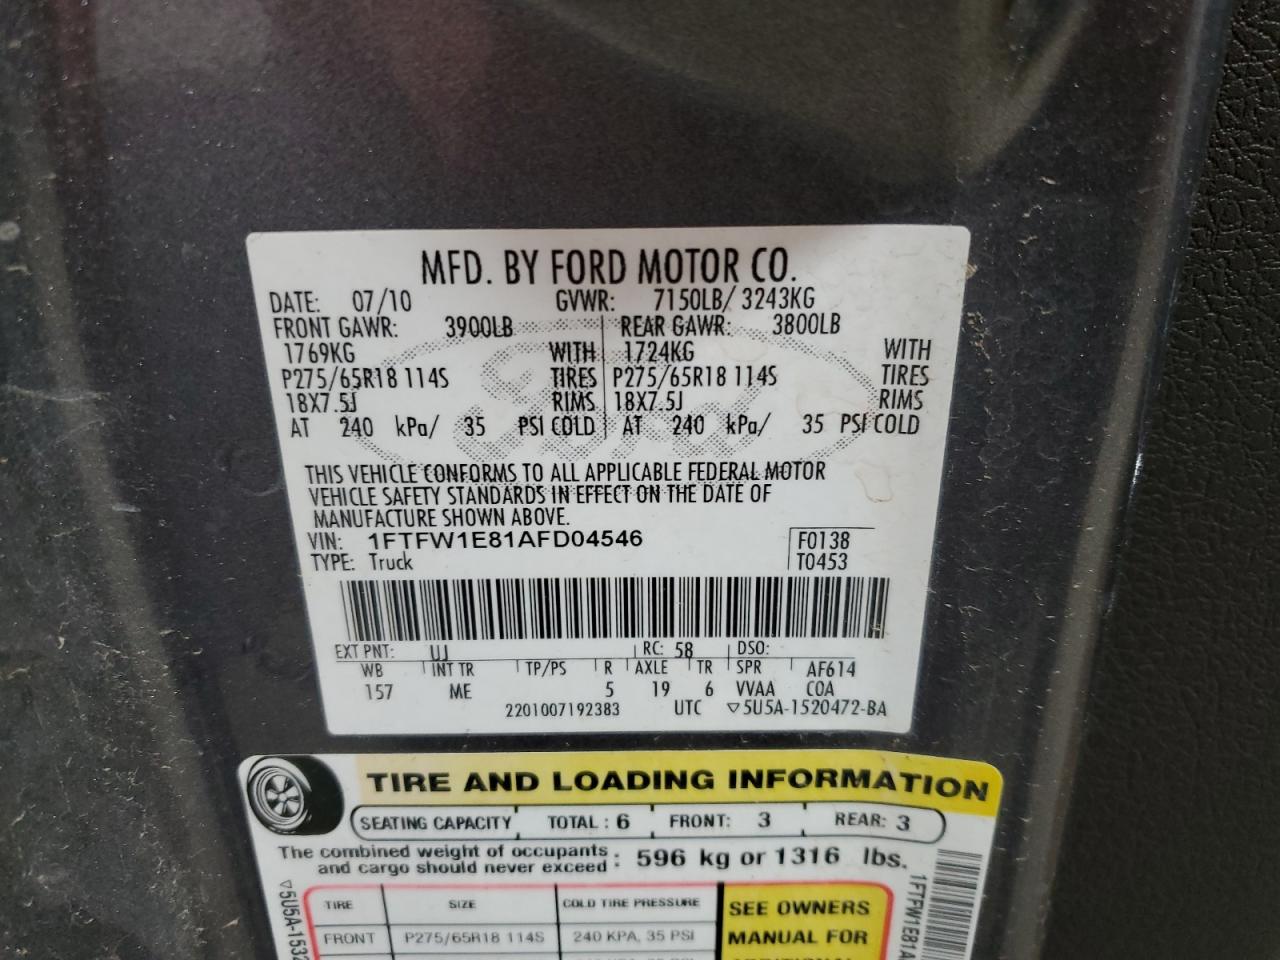 MFD. BY FORD MOTOR CO.
DATE: 07/10 GVWR: 7150LB/ 3243KG
FRONT GAWR: 3900LB REAR GAWR: 3800LB
1769KG WITH 1724KG WITH
P275/65R18 114S TIRES P275/65R18 114S TIRES
18X7.5J RIMS 18X7.5J RIMS
AT 240 kPa/ 35 PSI COLD AT 240 kPa/ 35 PSI COLD
Ford
THIS VEHICLE CONFORMS TO ALL APPLICABLE FEDERAL MOTOR
VEHICLE SAFETY STANDARDS IN EFFECT ON THE DATE OF
MANUFACTURE SHOWN ABOVE.
VIN: 1FTFW1E81AFD04546 F0138
TYPE: Truck T0453
EXT PNT: UJ RC: 58 DSO:
WB INT TR TP/PS R AXLE TR SPR AF614
157 ME 5 19 6 VVAA COA
2201007192383 UTC ▽5U5A-1520472-BA
TIRE AND LOADING INFORMATION
SEATING CAPACITY TOTAL : 6 FRONT: 3 REAR: 3
The combined weight of occupants
and cargo should never exceed : 596 kg or 1316 lbs.
TIRE SIZE COLD TIRE PRESSURE SEE OWNERS
FRONT P275/65R18 114S 240 KPA, 35 PSI MANUAL FOR
▽5U5A-1532
1FTFW1E81A